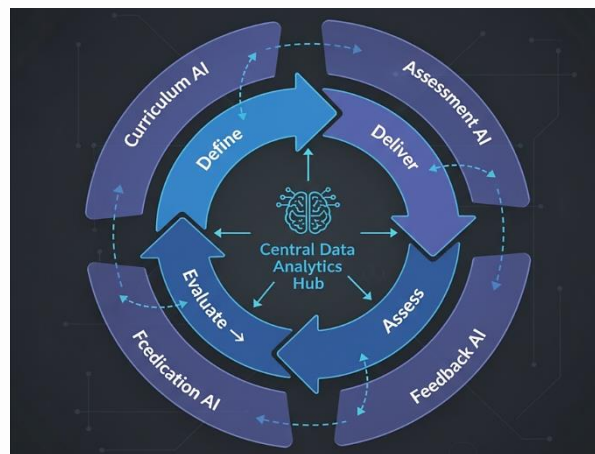 Curriculum AI
Assessment AI
Define
Deliver
Central Data
Analytics
Hub
Evaluate →
Assess
Fcedication AI
Feedback AI